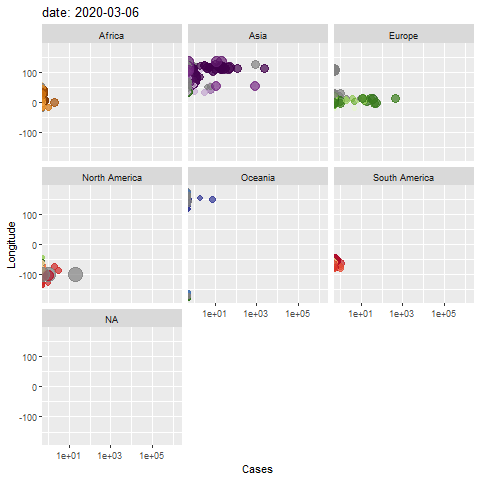 date: 2020-03-06
Africa Asia Europe
100
0
-100
North America Oceania South America
100
0
-100
1e+01 1e+03 1e+05 1e+01 1e+03 1e+05
NA
100
0
-100
1e+01 1e+03 1e+05
Longitude
Cases